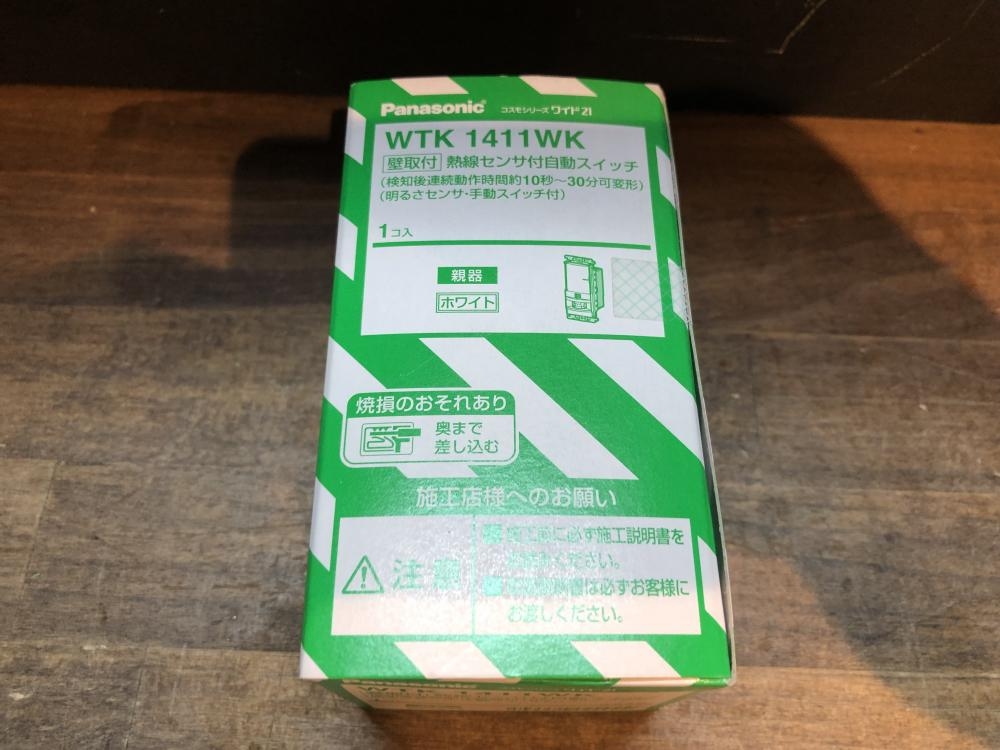 Panasonic コスモシリーズ ワイド21
WTK 1411WK
壁取付 熱線センサ付自動スイッチ
(検知後連続動作時間約10秒〜30分可変形)
(明るさセンサ・手動スイッチ付)
1コ入
親器
ホワイト
焼損のおそれあり
奥まで
差し込む
施工店様へのお願い
注意
に必ず施工説明書を
ください。
は必ずお客様に
お渡しください。
Panasonic